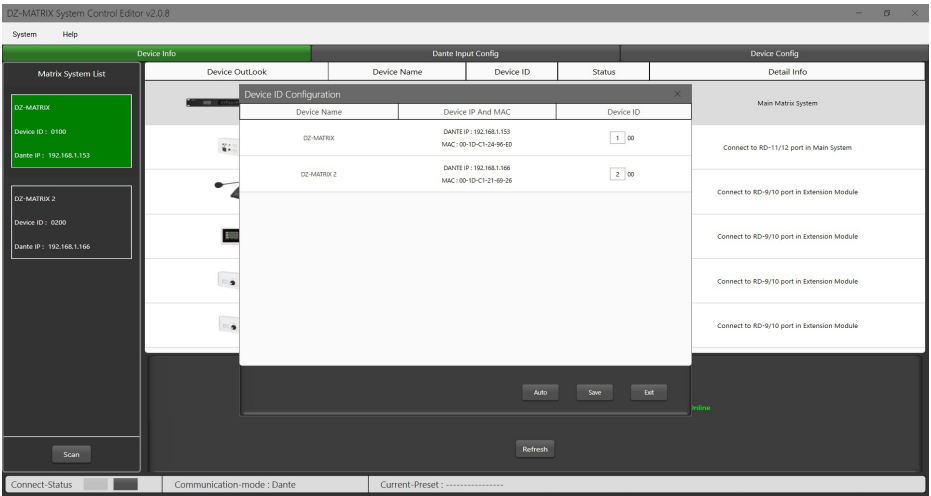 DZ-MATRIX System Control Editor v2.0.8
System Help
Device Info Dante Input Config Device Config
Matrix System List
Device OutLook Device Name Device ID Status Detail Info
DZ-MATRIX
Device ID : 0100
Dante IP : 192.168.1.153
DZ-MATRIX 2
Device ID : 0200
Dante IP : 192.168.1.166
Scan
Device ID Configuration
Device Name Device IP And MAC Device ID
DZ-MATRIX
DANTE IP : 192.168.1.153
MAC : 00-1D-C1-24-96-E0
1 00
DZ-MATRIX 2
DANTE IP : 192.168.1.166
MAC : 00-1D-C1-21-69-26
2 00
Auto Save Exit
Main Matrix System
Connect to RD-11/12 port in Main System
Connect to RD-9/10 port in Extension Module
Connect to RD-9/10 port in Extension Module
Connect to RD-9/10 port in Extension Module
Connect to RD-9/10 port in Extension Module
Refresh
Connect-Status Communication-mode : Dante Current-Preset : ----------------